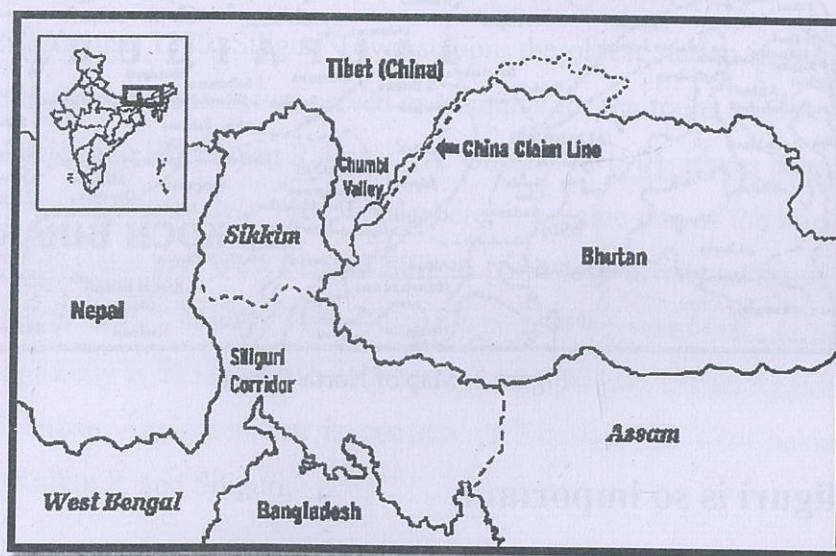 Tibet (China)
China Claim Line
Chumbi
Valley
Sikkim
Bhutan
Nepal
Siliguri
Corridor
Assam
West Bengal
Bangladesh